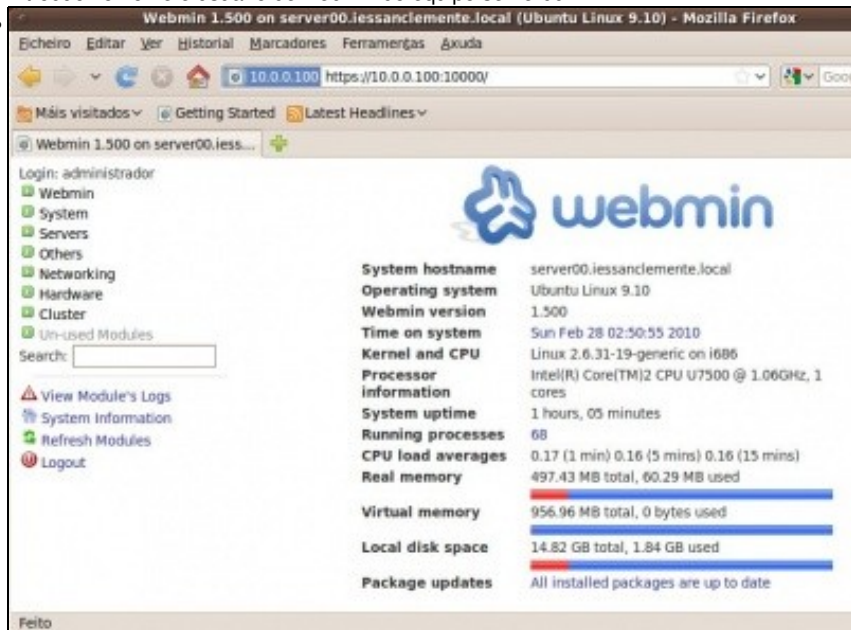 Webmin 1.500 on server00.iessanclemente.local (Ubuntu Linux 9.10) - Mozilla Firefox
Ficheiro Editar Ver Historial Marcadores Ferramentas Axuda
10.0.0.100 https://10.0.0.100:10000/
Máis visitados Getting Started Latest Headlines
Webmin 1.500 on server00.iess...
Login: administrador
Webmin
System
Servers
Others
Networking
Hardware
Cluster
Un-used Modules
Search:
View Module's Logs
System Information
Refresh Modules
Logout
webmin
System hostname server00.iessanclemente.local
Operating system Ubuntu Linux 9.10
Webmin version 1.500
Time on system Sun Feb 28 02:50:55 2010
Kernel and CPU Linux 2.6.31-19-generic on i686
Processor information Intel(R) Core(TM)2 CPU U7500 @ 1.06GHz, 1 cores
System uptime 1 hours, 05 minutes
Running processes 68
CPU load averages 0.17 (1 min) 0.16 (5 mins) 0.16 (15 mins)
Real memory 497.43 MB total, 60.29 MB used
Virtual memory 956.96 MB total, 0 bytes used
Local disk space 14.82 GB total, 1.84 GB used
Package updates All installed packages are up to date
Feito